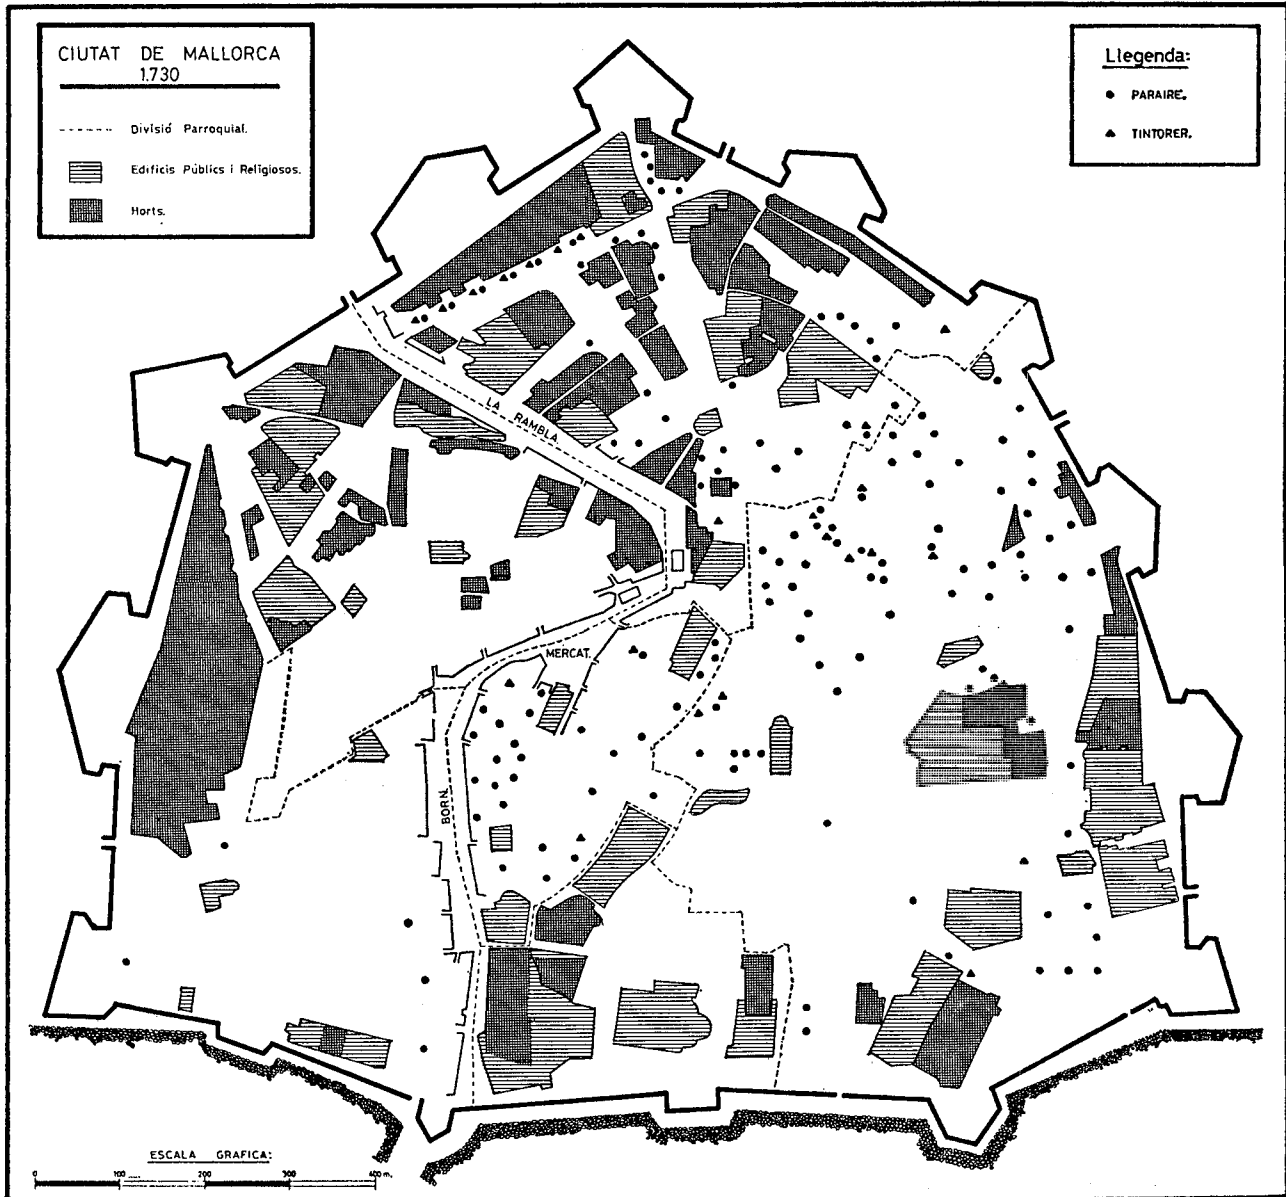 CIUTAT DE MALLORCA
1.730
Divisió Parroquial.
Edificis Públics i Religiosos.
Horts.
Llegenda:
PARAIRE.
TINTORER.
LA RAMBLA
MERCAT.
BORN.
ESCALA GRAFICA:
0 100 200 300 400 m.